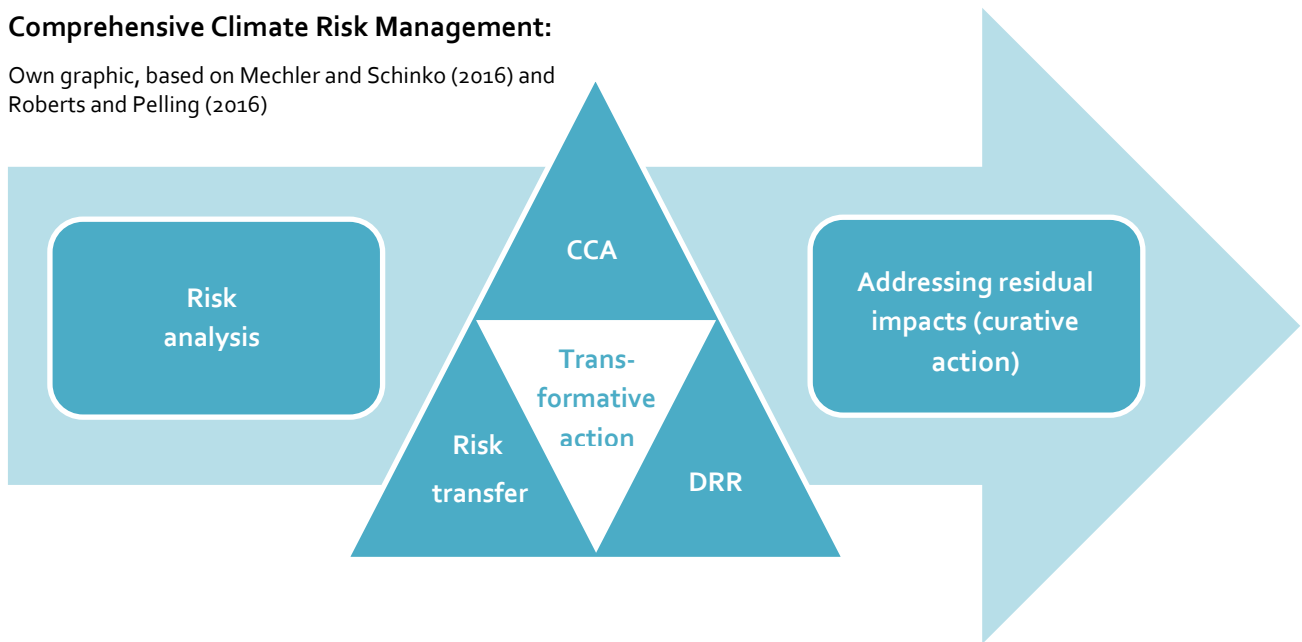 Comprehensive Climate Risk Management:
Own graphic, based on Mechler and Schinko (2016) and
Roberts and Pelling (2016)
Risk
analysis
CCA
Trans-
formative
action
Risk
transfer
DRR
Addressing residual
impacts (curative
action)